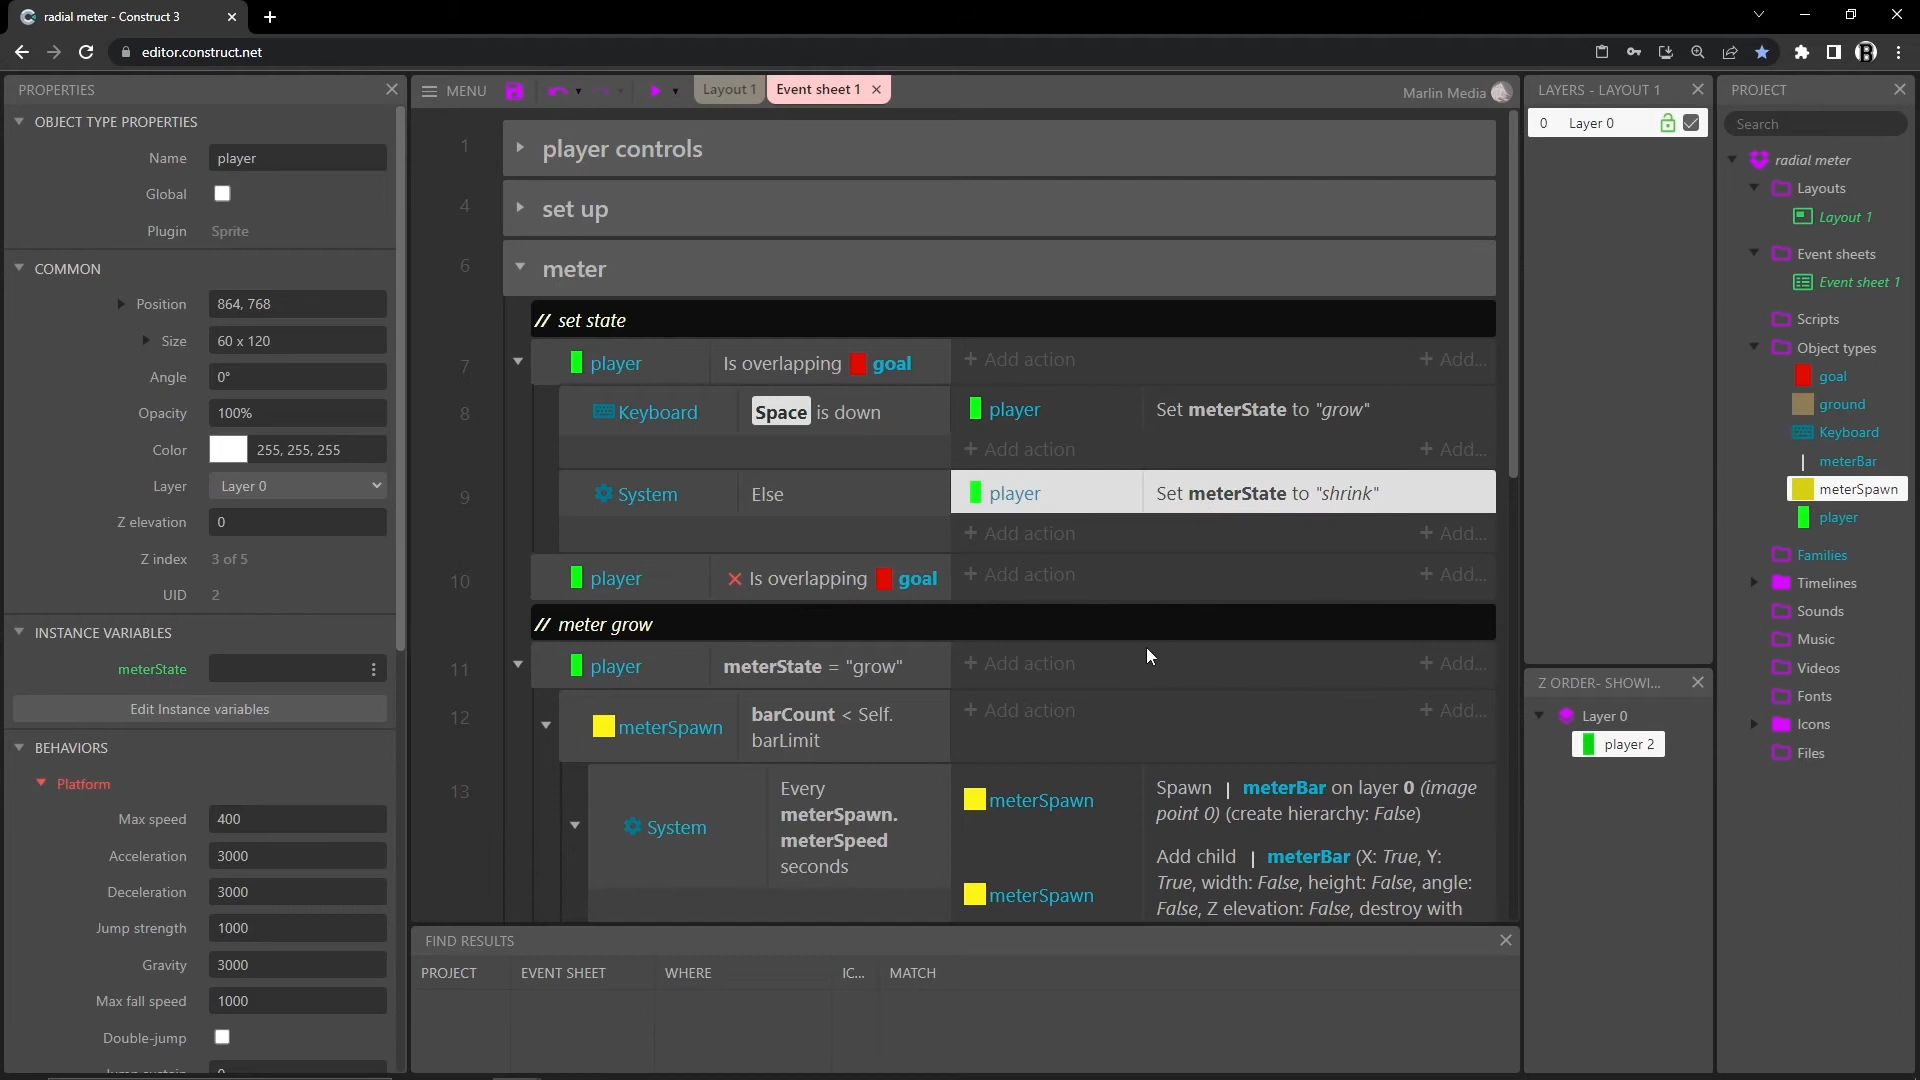 radial meter - Construct 3
editor.construct.net
PROPERTIES
OBJECT TYPE PROPERTIES
Name player
Global
Plugin Sprite
COMMON
Position 864, 768
Size 60 x 120
Angle 0°
Opacity 100%
Color 255, 255, 255
Layer Layer 0
Z elevation 0
Z index 3 of 5
UID 2
INSTANCE VARIABLES
meterState
Edit Instance variables
BEHAVIORS
Platform
Max speed 400
Acceleration 3000
Deceleration 3000
Jump strength 1000
Gravity 3000
Max fall speed 1000
Double-jump
MENU
Layout 1
Event sheet 1
Marlin Media
1 player controls
4 set up
6 meter
// set state
7 player Is overlapping goal + Add action + Add...
8 Keyboard Space is down player Set meterState to "grow"
+ Add action + Add...
9 System Else player Set meterState to "shrink"
+ Add action + Add...
10 player Is overlapping goal + Add action + Add...
// meter grow
11 player meterState = "grow" + Add action + Add...
12 meterSpawn barCount < Self.
barLimit
+ Add action + Add...
13 System Every
meterSpawn.
meterSpeed
seconds
meterSpawn Spawn | meterBar on layer 0 (image
point 0) (create hierarchy: False)
meterSpawn Add child | meterBar (X: True, Y:
True, width: False, height: False, angle:
False, Z elevation: False, destroy with
FIND RESULTS
PROJECT EVENT SHEET WHERE IC... MATCH
LAYERS - LAYOUT 1
0 Layer 0
Z ORDER- SHOWI...
Layer 0
player 2
PROJECT
Search
radial meter
Layouts
Layout 1
Event sheets
Event sheet 1
Scripts
Object types
goal
ground
Keyboard
meterBar
meterSpawn
player
Families
Timelines
Sounds
Music
Videos
Fonts
Icons
Files